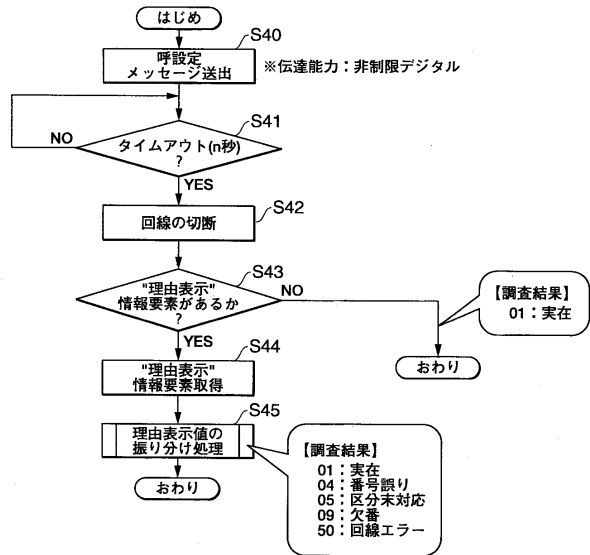 はじめ
S40
呼設定
メッセージ送出
※伝達能力：非制限デジタル
S41
NO
タイムアウト(n秒)
?
YES
S42
回線の切断
S43
"理由表示"
情報要素があるか
?
NO
YES
【調査結果】
01：実在
おわり
S44
"理由表示"
情報要素取得
S45
理由表示値の
振り分け処理
おわり
【調査結果】
01：実在
04：番号誤り
05：区分末対応
09：欠番
50：回線エラー